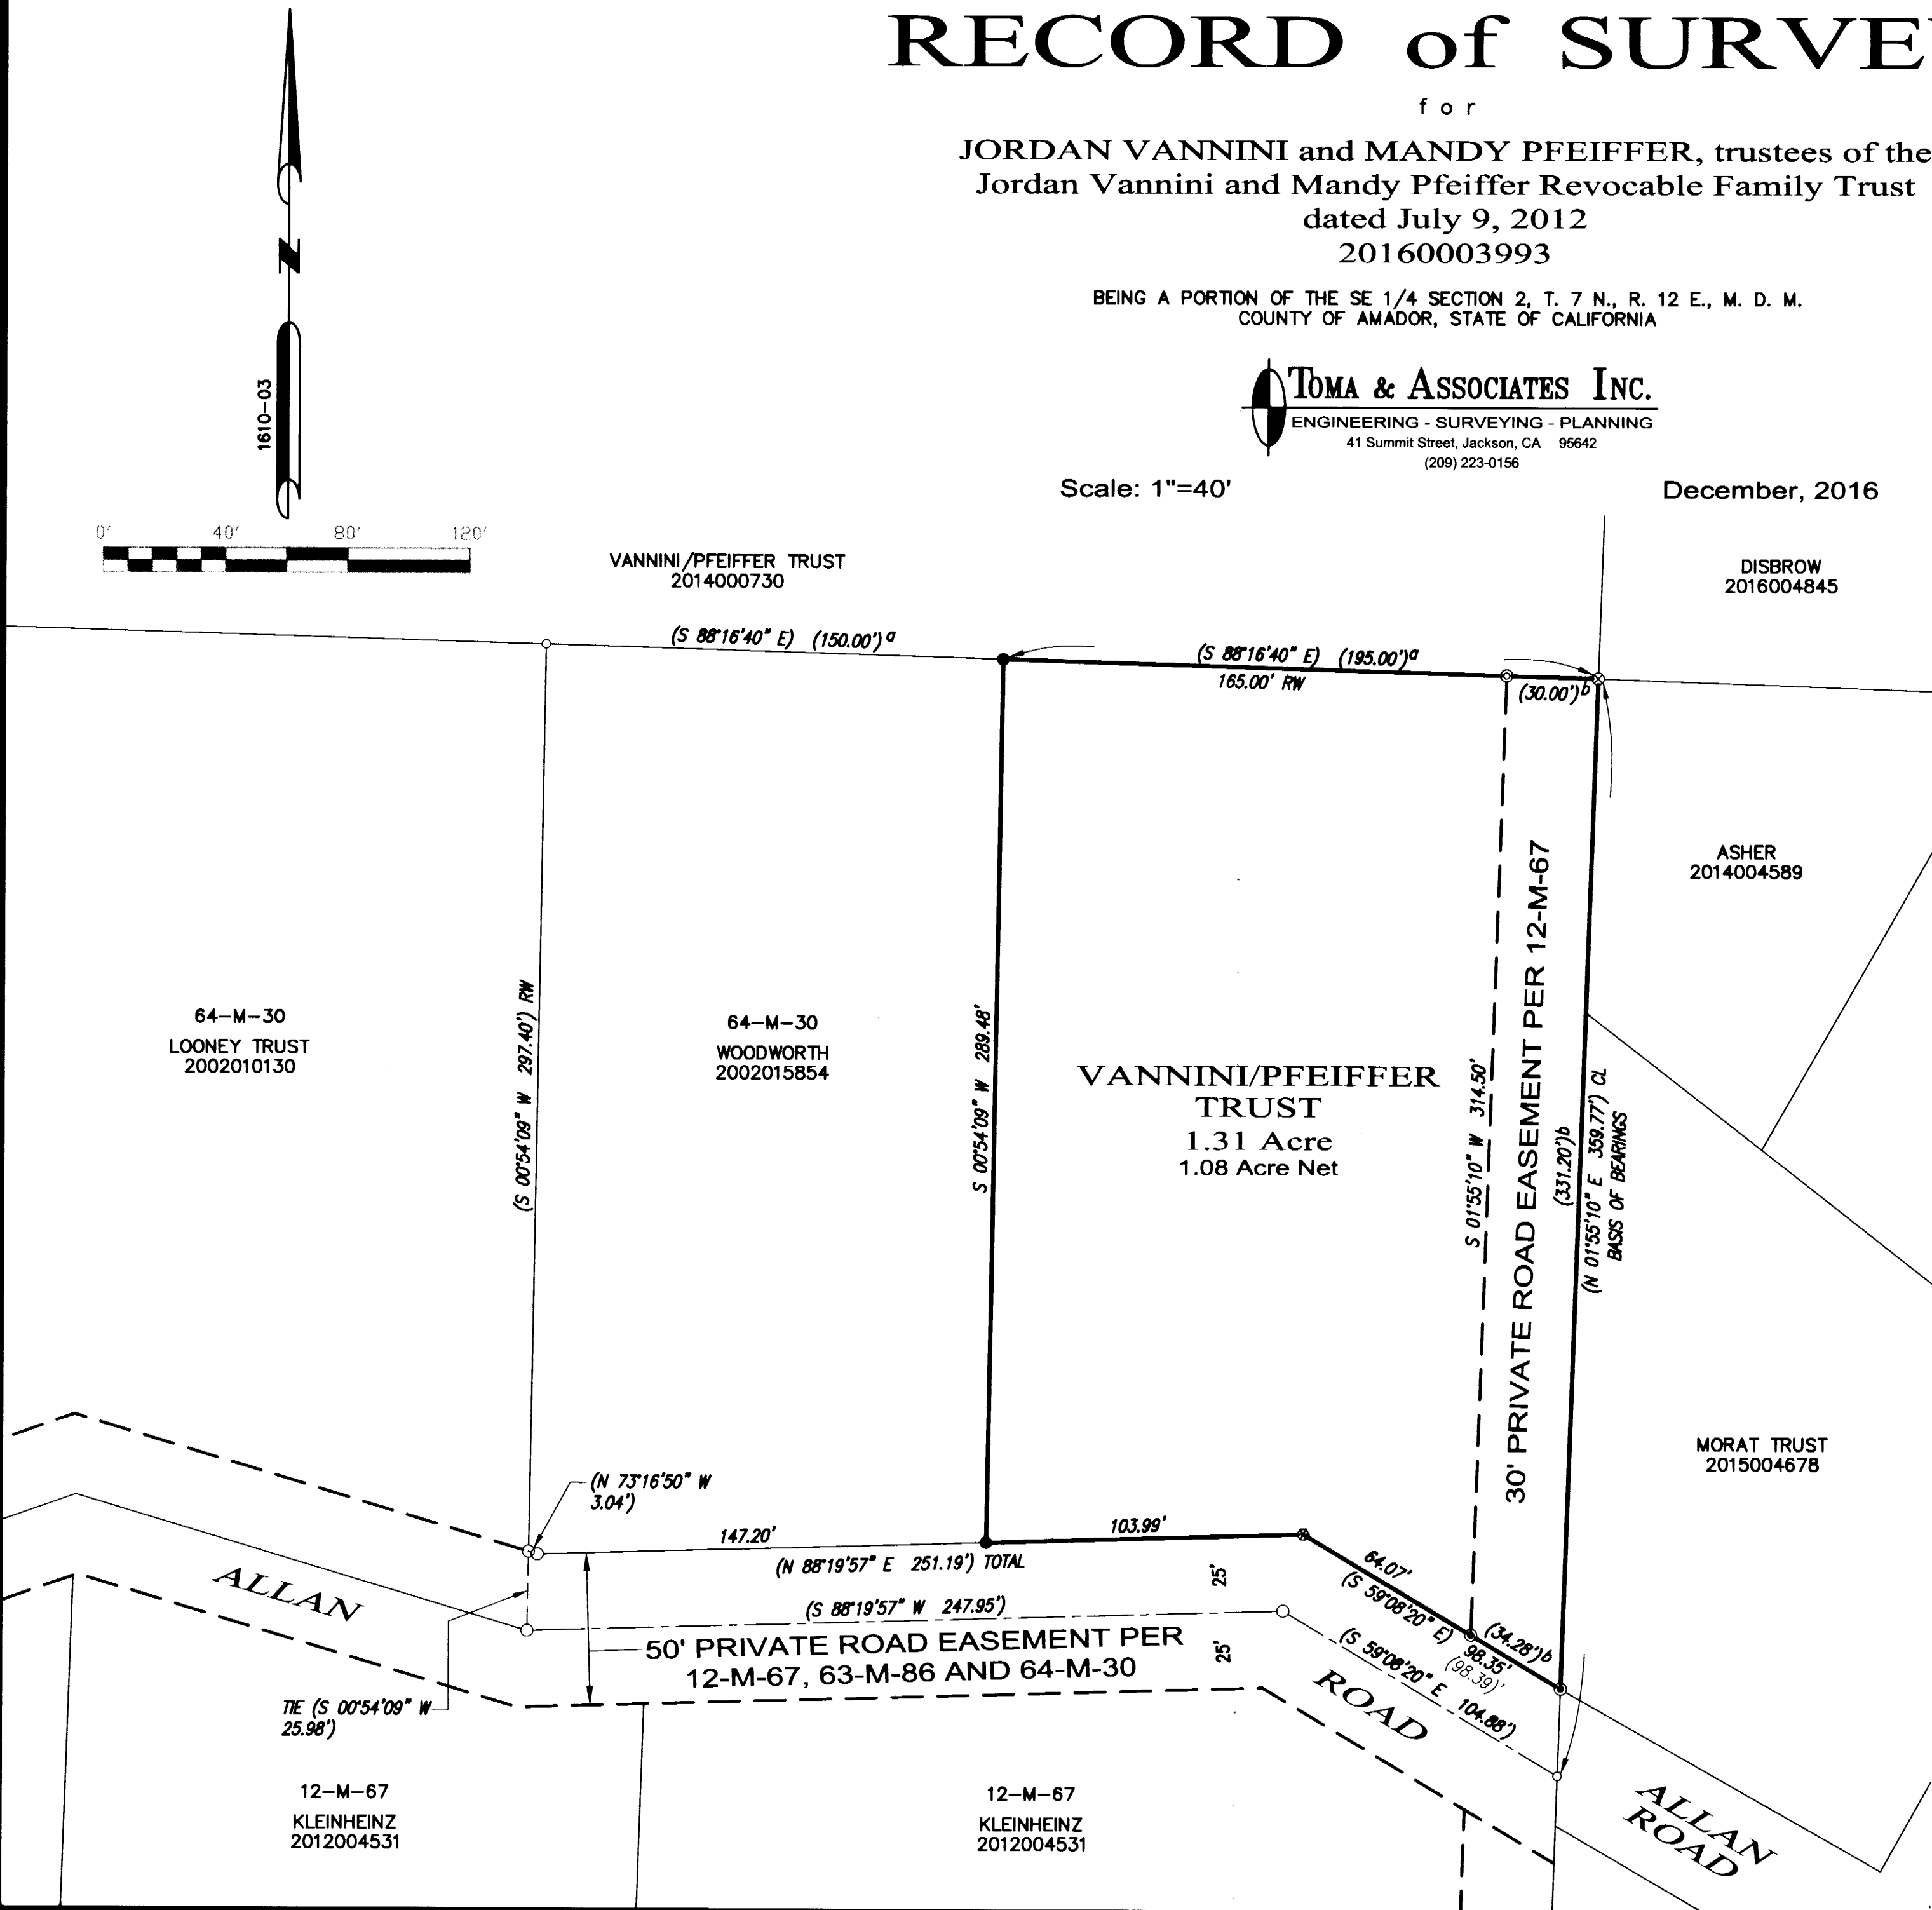 RECORD of SURVE
for
JORDAN VANNINI and MANDY PFEIFFER, trustees of the
Jordan Vannini and Mandy Pfeiffer Revocable Family Trust
dated July 9, 2012
20160003993
BEING A PORTION OF THE SE 1/4 SECTION 2, T. 7 N., R. 12 E., M. D. M.
COUNTY OF AMADOR, STATE OF CALIFORNIA
TOMA & ASSOCIATES INC.
ENGINEERING - SURVEYING - PLANNING
41 Summit Street, Jackson, CA 95642
(209) 223-0156
Scale: 1"=40'
December, 2016
N
1610-03
0' 40' 80' 120'
VANNINI/PFEIFFER TRUST
2014000730
DISBROW
2016004845
(S 88°16'40" E) (150.00')a
(S 88°16'40" E) (195.00')a
165.00' RW
(30.00')b
ASHER
2014004589
64-M-30
LOONEY TRUST
2002010130
(S 00°54'09" W 297.40') RW
64-M-30
WOODWORTH
2002015854
S 00°54'09" W 289.48'
VANNINI/PFEIFFER
TRUST
1.31 Acre
1.08 Acre Net
S 01°55'10" W 314.50'
30' PRIVATE ROAD EASEMENT PER 12-M-67
(331.20')b
(N 01°55'10" E 359.77') CL
BASIS OF BEARINGS
MORAT TRUST
2015004678
(N 73°16'50" W
3.04')
147.20'
103.99'
(N 88°19'57" E 251.19') TOTAL
64.07'
(S 59°08'20" E)
98.35'
(98.39)'
(34.28')b
25'
(S 88°19'57" W 247.95')
25'
50' PRIVATE ROAD EASEMENT PER
12-M-67, 63-M-86 AND 64-M-30
(S 59°08'20" E 104.88')
ALLAN
ROAD
TIE (S 00°54'09" W
25.98')
12-M-67
KLEINHEINZ
2012004531
12-M-67
KLEINHEINZ
2012004531
ALLAN
ROAD